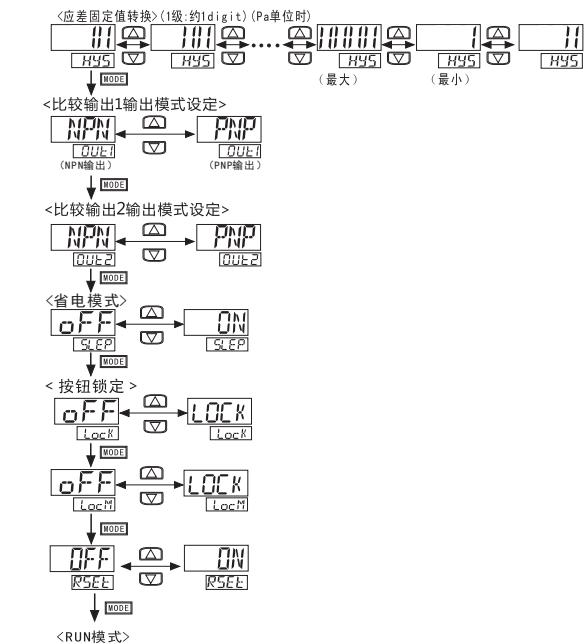 <应差固定值转换>(1级:约1digit)(Pa单位时)
III IIII •••• IIIIIII I II
HYS HYS HYS HYS HYS
(最大) (最小)
MODE
<比较输出1输出模式设定>
NPN PNP
OUt1 OUt1
(NPN输出) (PNP输出)
MODE
<比较输出2输出模式设定>
NPN PNP
OUt2 OUt2
MODE
<省电模式>
oFF ON
SLEP SLEP
MODE
<按钮锁定>
oFF LOCK
LocK LocK
MODE
oFF LOCK
LocM LocM
MODE
OFF ON
RSEt RSEt
MODE
<RUN模式>